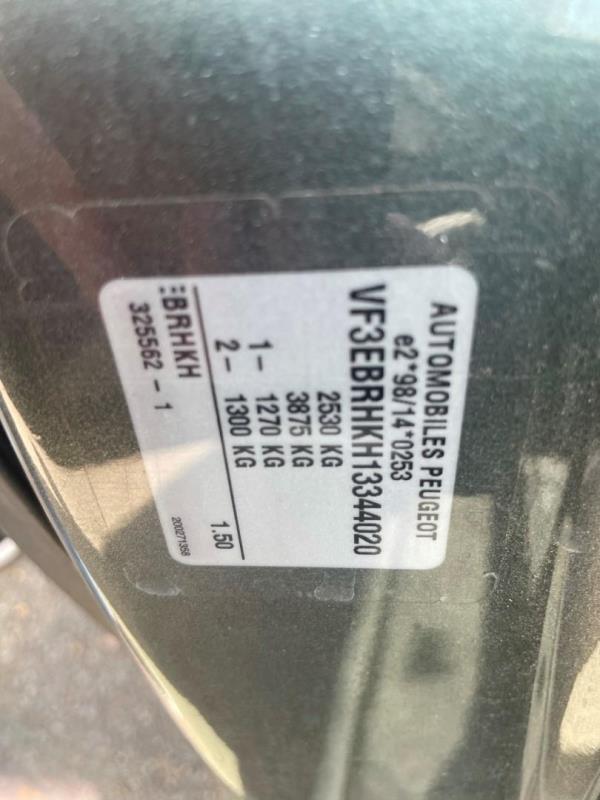 AUTOMOBILES PEUGEOT
e2*98/14*0253
VF3EBRHKH13344020
2530 KG
3875 KG
1- 1270 KG
2- 1300 KG
1.50
BRHKH
325562 - 1
200271358